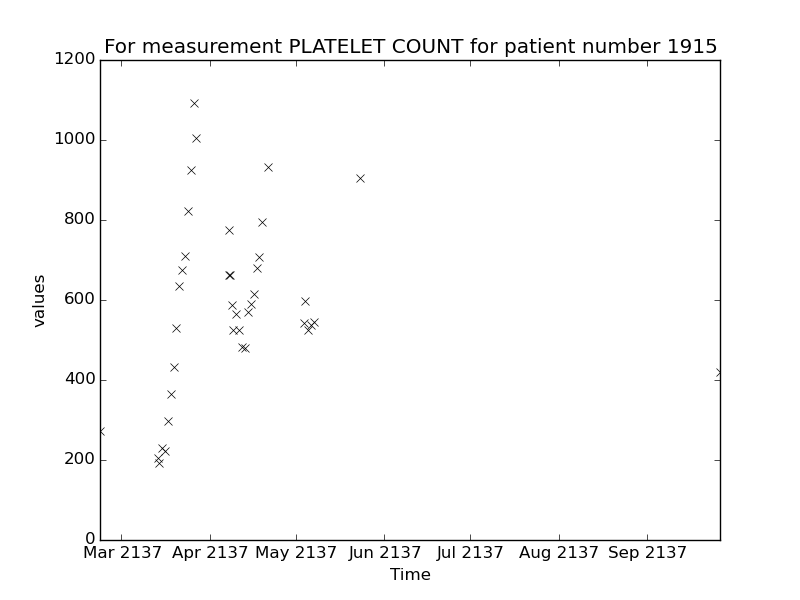 For measurement PLATELET COUNT for patient number 1915
1200
1000
800
600
400
200
0
values
Mar 2137 Apr 2137 May 2137 Jun 2137 Jul 2137 Aug 2137 Sep 2137
Time